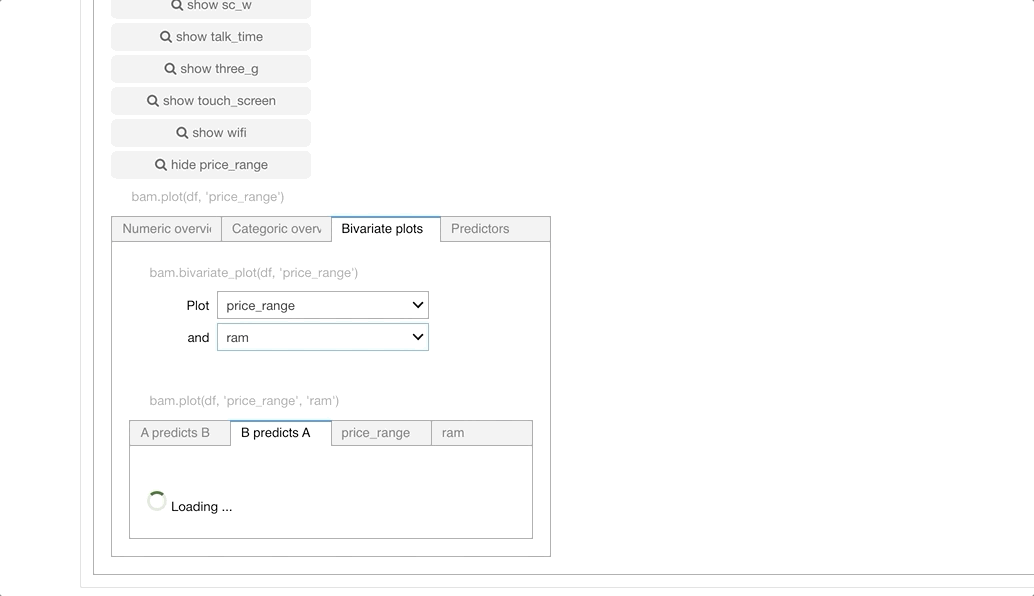 show sc_w
show talk_time
show three_g
show touch_screen
show wifi
hide price_range
bam.plot(df, 'price_range')
Numeric overvi Categoric overv Bivariate plots Predictors
bam.bivariate_plot(df, 'price_range')
Plot price_range
and ram
bam.plot(df, 'price_range', 'ram')
A predicts B B predicts A price_range ram
Loading ...